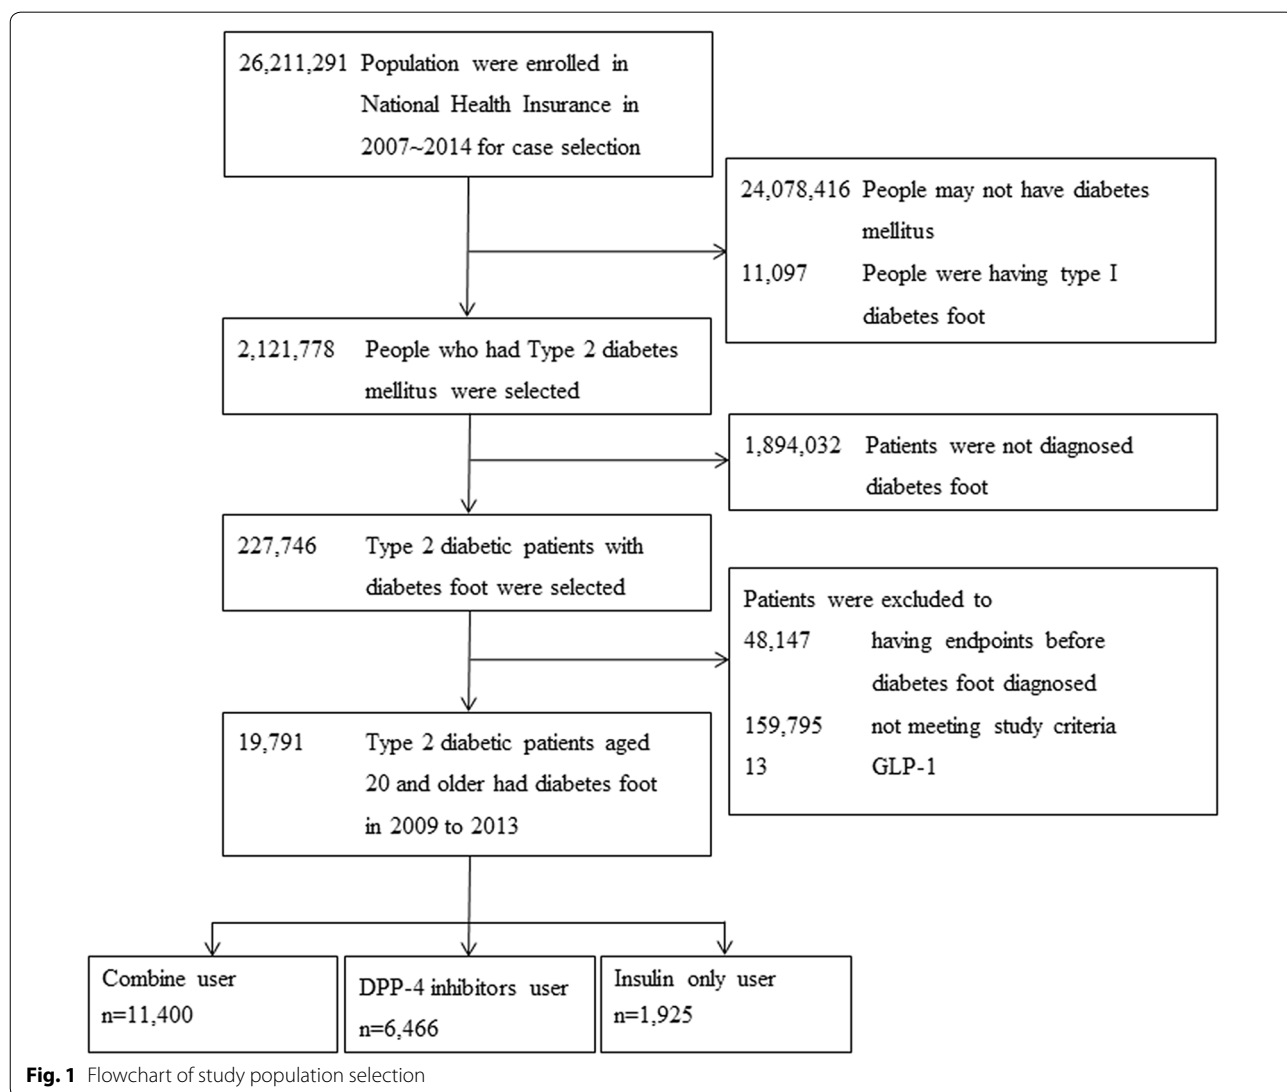 26,211,291 Population were enrolled in
National Health Insurance in
2007~2014 for case selection
24,078,416 People may not have diabetes
mellitus
11,097 People were having type I
diabetes foot
2,121,778 People who had Type 2 diabetes
mellitus were selected
1,894,032 Patients were not diagnosed
diabetes foot
227,746 Type 2 diabetic patients with
diabetes foot were selected
Patients were excluded to
48,147 having endpoints before
diabetes foot diagnosed
159,795 not meeting study criteria
13 GLP-1
19,791 Type 2 diabetic patients aged
20 and older had diabetes foot
in 2009 to 2013
Combine user
n=11,400
DPP-4 inhibitors user
n=6,466
Insulin only user
n=1,925
Fig. 1 Flowchart of study population selection